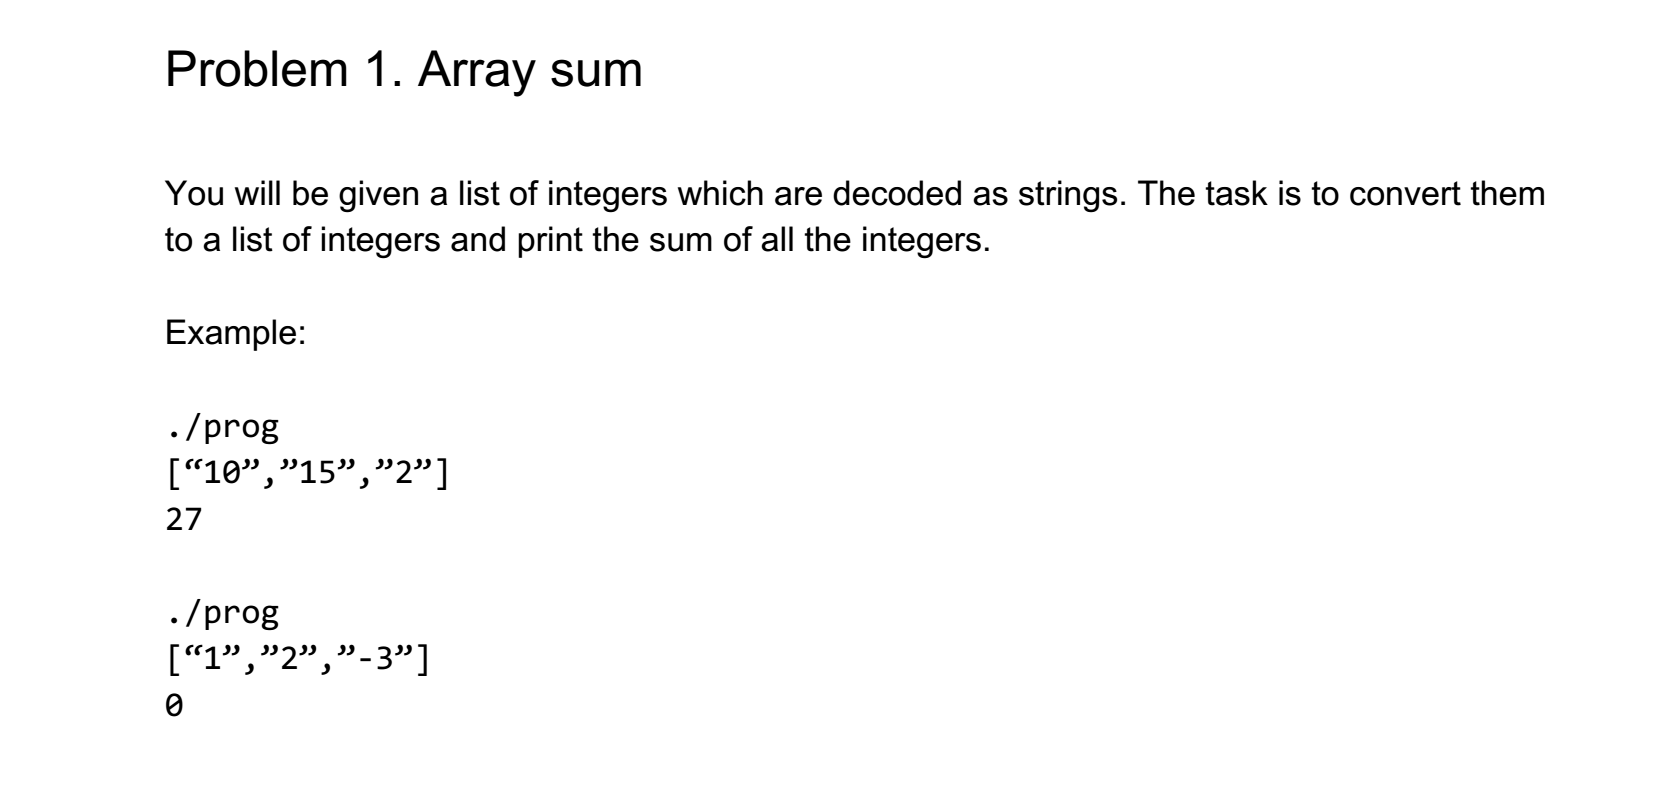 Problem 1. Array sum
You will be given a list of integers which are decoded as strings. The task is to convert them
to a list of integers and print the sum of all the integers.
Example:
./prog
[“10”,”15”,”2”]
27
./prog
[“1”,”2”,”-3”]
0